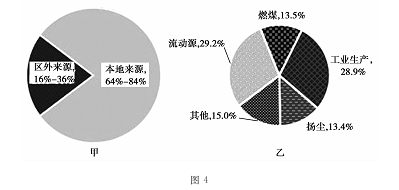 区外来源,
16%-36%
本地来源,
64%-84%
甲
燃煤,13.5%
流动源,29.2%
工业生产,
28.9%
其他,15.0%
扬尘,13.4%
乙
图 4